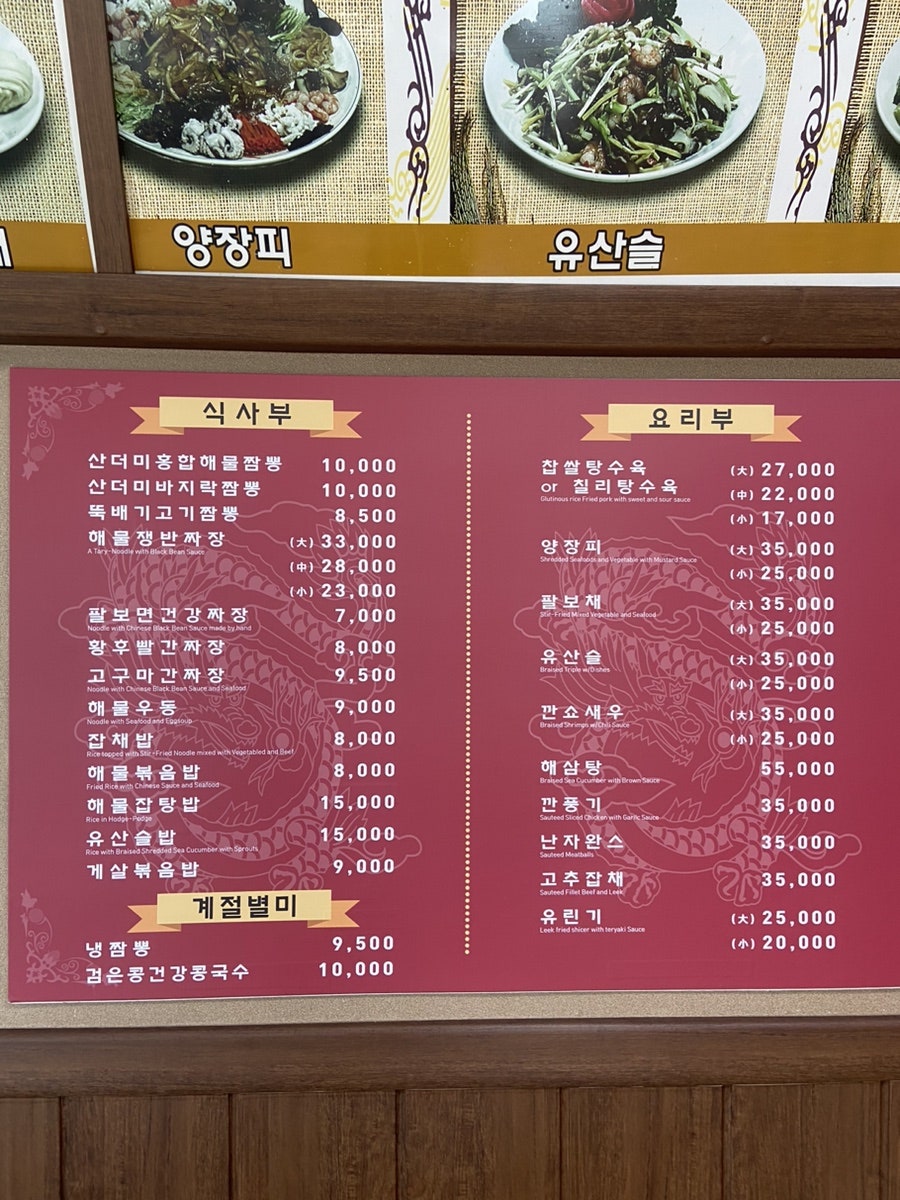 양장피
유산슬
식사부
산더미홍합해물짬뽕 10,000
산더미바지락짬뽕 10,000
뚝배기고기짬뽕 8,500
해물쟁반짜장 (大) 33,000
A Tary-Noodle with Black Bean Sauce
(中) 28,000
(小) 23,000
팔보면건강짜장 7,000
Noodle with Chinese Black Bean Sauce made by hand
황후빨간짜장 8,000
고구마간짜장 9,500
Noodle with Chinese Black Bean Sauce and Seafood
해물우동 9,000
Noodle with Seafood and Eggsoup
잡채밥 8,000
Rice topped with Stir-Fried Noodle mixed with Vegetabled and Beef
해물볶음밥 8,000
Fried Rice with Chinese Sauce and Seafood
해물잡탕밥 15,000
Rice in Hodge-Podge
유산슬밥 15,000
Rice with Braised Shredded Sea Cucumber with Sprouts
게살볶음밥 9,000
계절별미
냉짬뽕 9,500
검은콩건강콩국수 10,000
요리부
찹쌀탕수육 (大) 27,000
or 칠리탕수육 (中) 22,000
Glutinous rice Fried pork with sweet and sour sauce
(小) 17,000
양장피 (大) 35,000
Shredded Seafoods and Vegetable with Mustard Sauce
(小) 25,000
팔보채 (大) 35,000
Stir-Fried Mixed Vegetable and Seafood
(小) 25,000
유산슬 (大) 35,000
Braised Triple w/Dishes
(小) 25,000
깐쇼새우 (大) 35,000
Braised Shrimps w/Chili Sauce
(小) 25,000
해삼탕 55,000
Braised Sea Cucumber with Brown Sauce
깐풍기 35,000
Sauteed Sliced Chicken with Garlic Sauce
난자완스 35,000
Sauteed Meatballs
고추잡채 35,000
Sauteed Fillet Beef and Leek
유린기 (大) 25,000
Leek fried shicer with teryaki Sauce
(小) 20,000